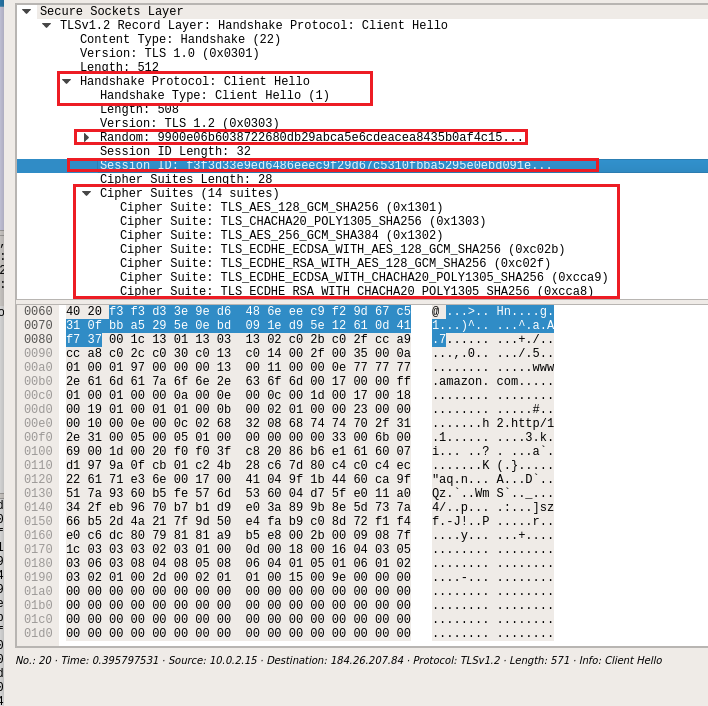 Secure Sockets Layer
TLSv1.2 Record Layer: Handshake Protocol: Client Hello
Content Type: Handshake (22)
Version: TLS 1.0 (0x0301)
Length: 512
Handshake Protocol: Client Hello
Handshake Type: Client Hello (1)
Length: 508
Version: TLS 1.2 (0x0303)
Random: 9900e06b6038722680db29abca5e6cdeacea8435b0af4c15...
Session ID Length: 32
Session ID: f3f3d33e9ed6486eeec9f29d67c5310fbba5295e0ebd091e...
Cipher Suites Length: 28
Cipher Suites (14 suites)
Cipher Suite: TLS_AES_128_GCM_SHA256 (0x1301)
Cipher Suite: TLS_CHACHA20_POLY1305_SHA256 (0x1303)
Cipher Suite: TLS_AES_256_GCM_SHA384 (0x1302)
Cipher Suite: TLS_ECDHE_ECDSA_WITH_AES_128_GCM_SHA256 (0xc02b)
Cipher Suite: TLS_ECDHE_RSA_WITH_AES_128_GCM_SHA256 (0xc02f)
Cipher Suite: TLS_ECDHE_ECDSA_WITH_CHACHA20_POLY1305_SHA256 (0xcca9)
Cipher Suite: TLS_ECDHE_RSA_WITH_CHACHA20_POLY1305_SHA256 (0xcca8)
0060 40 20 f3 f3 d3 3e 9e d6 48 6e ee c9 f2 9d 67 c5 @ ...>.. Hn....g.
0070 31 0f bb a5 29 5e 0e bd 09 1e d9 5e 12 61 0d 41 1...)^.. ...^.a.A
0080 f7 37 00 1c 13 01 13 03 13 02 c0 2b c0 2f cc a9 .7...... ...+./..
0090 cc a8 c0 2c c0 30 c0 13 c0 14 00 2f 00 35 00 0a ...,.0.. .../.5..
00a0 01 00 01 97 00 00 00 13 00 11 00 00 0e 77 77 77 ........ .....www
00b0 2e 61 6d 61 7a 6f 6e 2e 63 6f 6d 00 17 00 00 ff .amazon. com.....
00c0 01 00 01 00 00 0a 00 0e 00 0c 00 1d 00 17 00 18 ........ ........
00d0 00 19 01 00 01 01 00 0b 00 02 01 00 00 23 00 00 ........ .....#..
00e0 00 10 00 0e 00 0c 02 68 32 08 68 74 74 70 2f 31 .......h 2.http/1
00f0 2e 31 00 05 00 05 01 00 00 00 00 00 33 00 6b 00 .1...... ....3.k.
0100 69 00 1d 00 20 f0 f0 3f c8 20 86 b6 e1 61 60 07 i... ..? . ...a`.
0110 d1 97 9a 0f cb 01 c2 4b 28 c6 7d 80 c4 c0 c4 ec .......K (.}.....
0120 22 61 71 e3 6e 00 17 00 41 04 9f 1b 44 60 ca 9f "aq.n... A...D`..
0130 51 7a 93 60 b5 fe 57 6d 53 60 04 d7 5f e0 11 a0 Qz.`..Wm S`.._...
0140 34 2f eb 96 70 b7 b1 d9 e0 3a 89 9b 8e 5d 73 7a 4/..p... .:...]sz
0150 66 b5 2d 4a 21 7f 9d 50 e4 fa b9 c0 8d 72 f1 f4 f.-J!..P .....r..
0160 e0 c6 dc 80 79 81 81 a9 b5 e8 00 2b 00 09 08 7f ....y... ...+....
0170 1c 03 03 03 02 03 01 00 0d 00 18 00 16 04 03 05 ........ ........
0180 03 06 03 08 04 08 05 08 06 04 01 05 01 06 01 02 ........ ........
0190 03 02 01 00 2d 00 02 01 01 00 15 00 9e 00 00 00 ....-... ........
01a0 00 00 00 00 00 00 00 00 00 00 00 00 00 00 00 00 ........ ........
01b0 00 00 00 00 00 00 00 00 00 00 00 00 00 00 00 00 ........ ........
01c0 00 00 00 00 00 00 00 00 00 00 00 00 00 00 00 00 ........ ........
01d0 00 00 00 00 00 00 00 00 00 00 00 00 00 00 00 00 ........ ........
No.: 20 · Time: 0.395797531 · Source: 10.0.2.15 · Destination: 184.26.207.84 · Protocol: TLSv1.2 · Length: 571 · Info: Client Hello